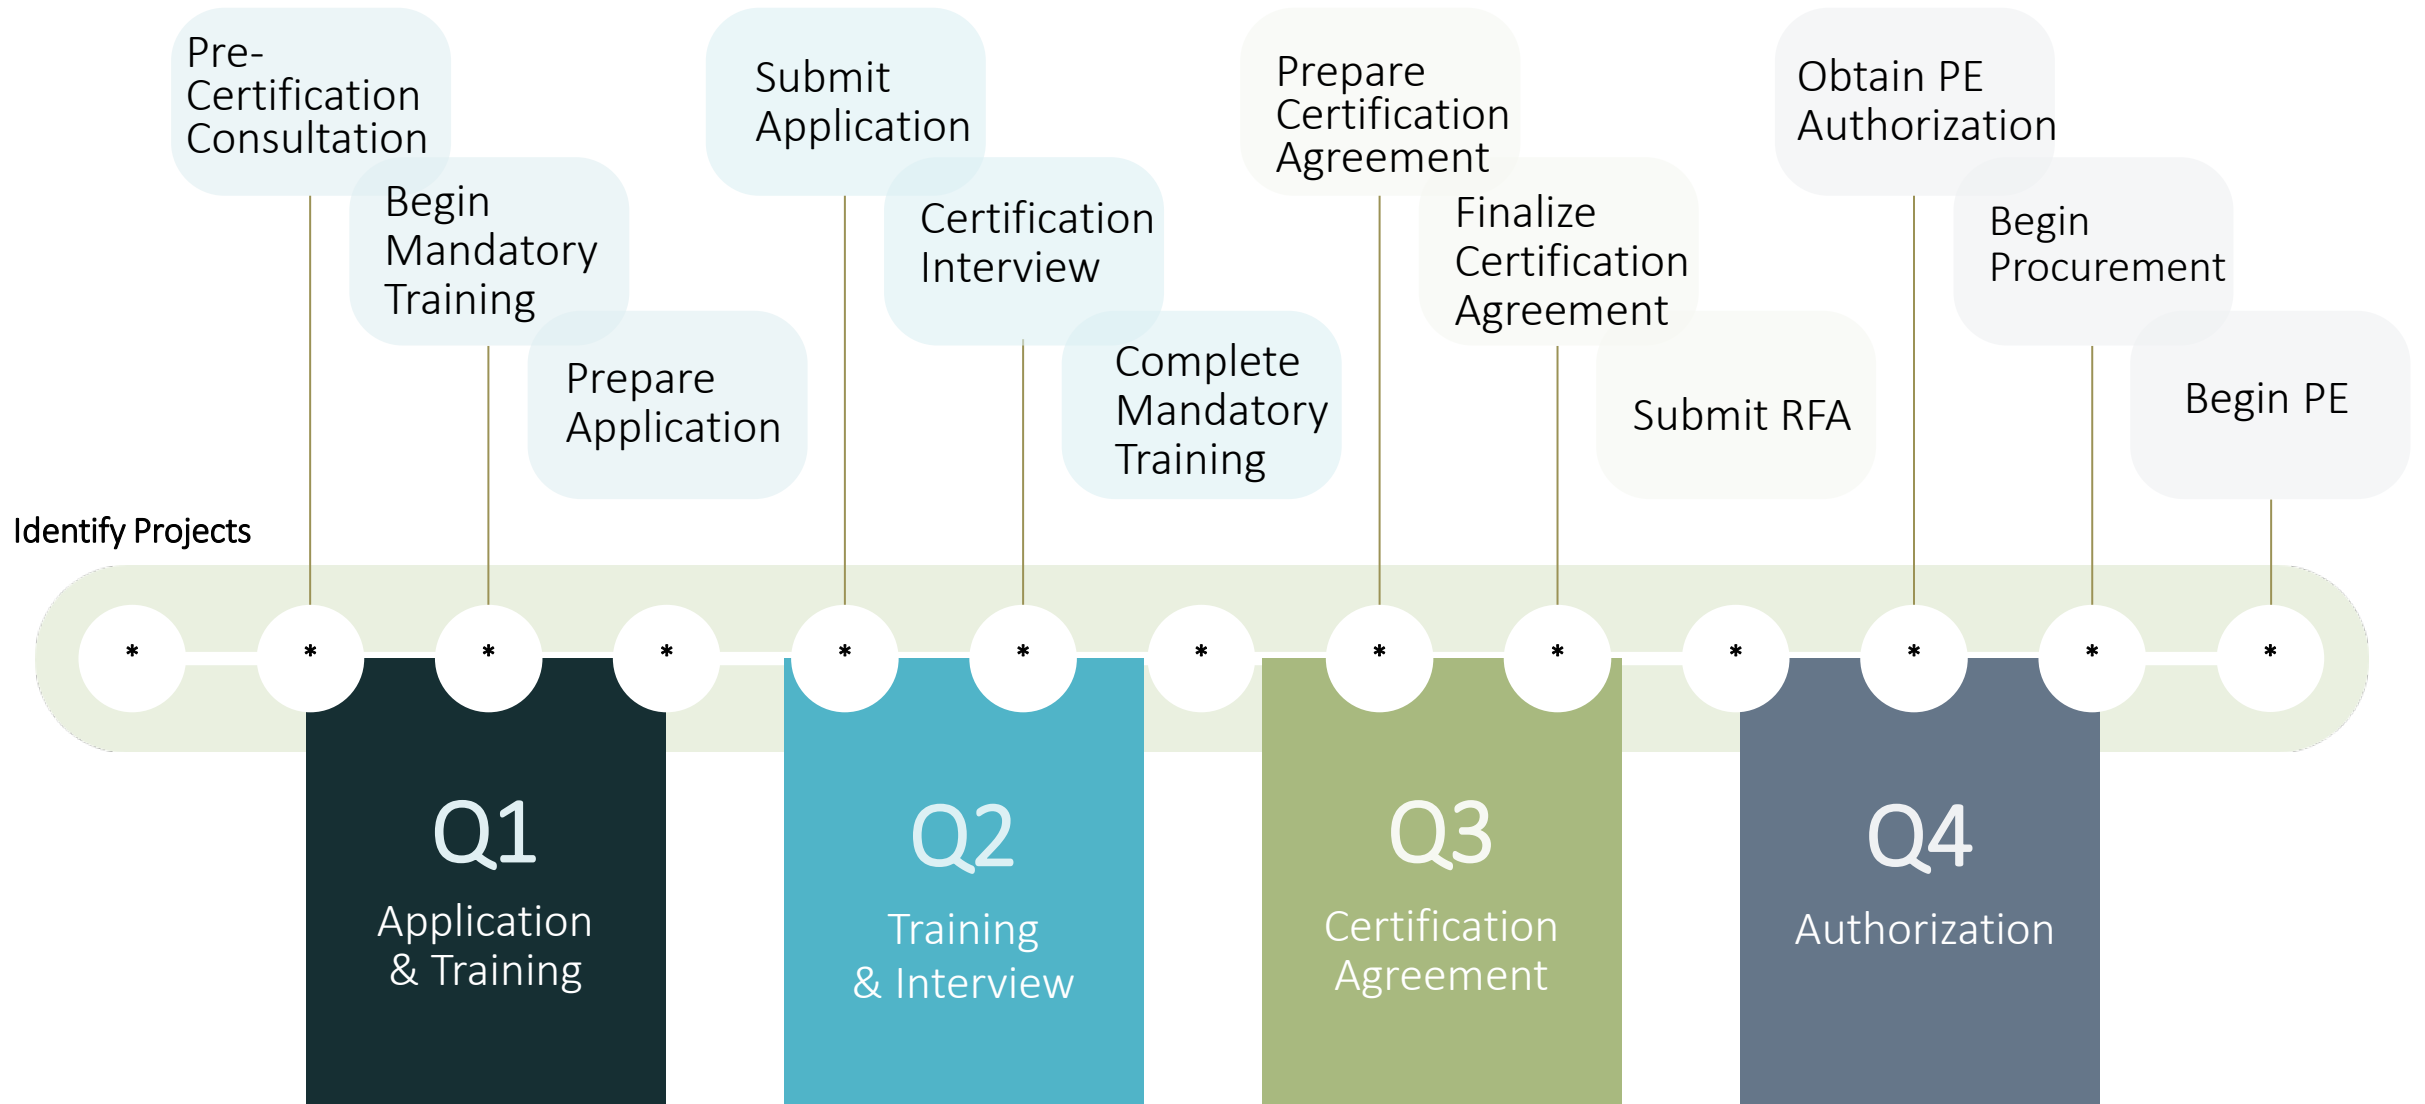 Pre-
Certification
Consultation
Begin
Mandatory
Training
Prepare
Application
Submit
Application
Certification
Interview
Complete
Mandatory
Training
Prepare
Certification
Agreement
Finalize
Certification
Agreement
Submit RFA
Obtain PE
Authorization
Begin
Procurement
Begin PE
Identify Projects
* * * * * * * * * * * * *
Q1
Application
& Training
Q2
Training
& Interview
Q3
Certification
Agreement
Q4
Authorization